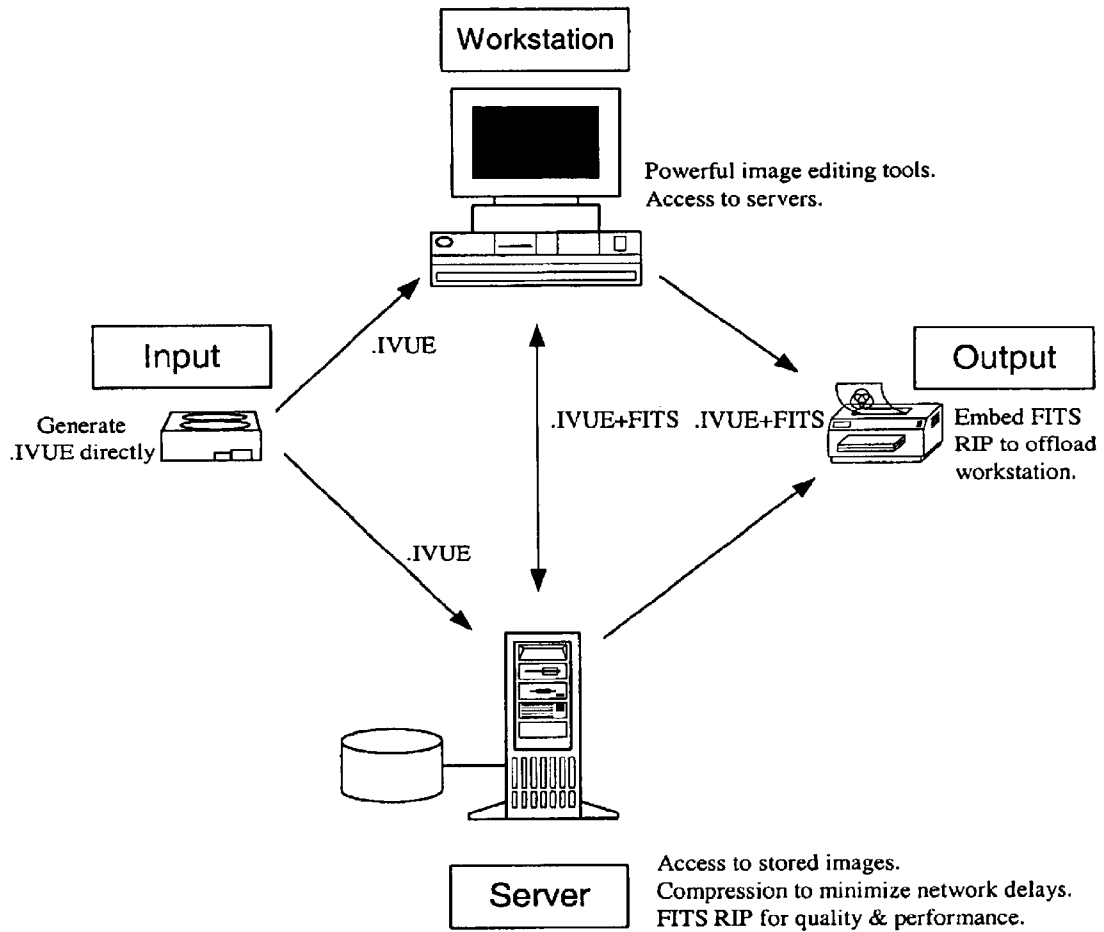 Workstation
Powerful image editing tools.
Access to servers.
.IVUE
Input
Output
Generate
.IVUE directly
.IVUE+FITS
.IVUE+FITS
Embed FITS
RIP to offload
workstation.
.IVUE
Server
Access to stored images.
Compression to minimize network delays.
FITS RIP for quality & performance.